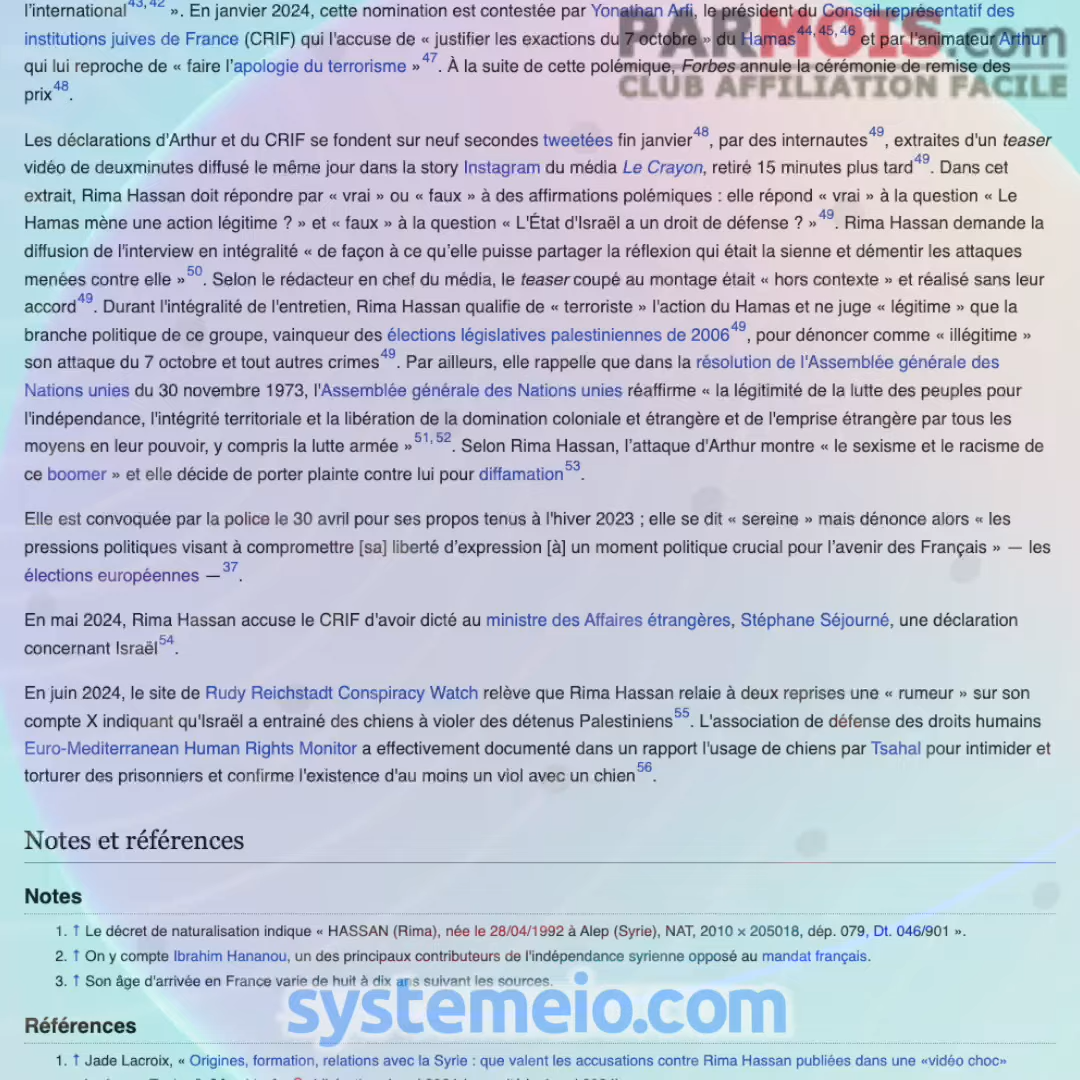 l'international43, 42 ». En janvier 2024, cette nomination est contestée par Yonathan Arfi, le président du Conseil représentatif des
institutions juives de France (CRIF) qui l'accuse de « justifier les exactions du 7 octobre » du Hamas44, 45, 46 et par l'animateur Arthur
qui lui reproche de « faire l'apologie du terrorisme »47. À la suite de cette polémique, Forbes annule la cérémonie de remise des
prix48.
PARMOTS.com
CLUB AFFILIATION FACILE
Les déclarations d'Arthur et du CRIF se fondent sur neuf secondes tweetées fin janvier48, par des internautes49, extraites d'un teaser
vidéo de deuxminutes diffusé le même jour dans la story Instagram du média Le Crayon, retiré 15 minutes plus tard49. Dans cet
extrait, Rima Hassan doit répondre par « vrai » ou « faux » à des affirmations polémiques : elle répond « vrai » à la question « Le
Hamas mène une action légitime ? » et « faux » à la question « L'État d'Israël a un droit de défense ? »49. Rima Hassan demande la
diffusion de l'interview en intégralité « de façon à ce qu'elle puisse partager la réflexion qui était la sienne et démentir les attaques
menées contre elle »50. Selon le rédacteur en chef du média, le teaser coupé au montage était « hors contexte » et réalisé sans leur
accord49. Durant l'intégralité de l'entretien, Rima Hassan qualifie de « terroriste » l'action du Hamas et ne juge « légitime » que la
branche politique de ce groupe, vainqueur des élections législatives palestiniennes de 200649, pour dénoncer comme « illégitime »
son attaque du 7 octobre et tout autres crimes49. Par ailleurs, elle rappelle que dans la résolution de l'Assemblée générale des
Nations unies du 30 novembre 1973, l'Assemblée générale des Nations unies réaffirme « la légitimité de la lutte des peuples pour
l'indépendance, l'intégrité territoriale et la libération de la domination coloniale et étrangère et de l'emprise étrangère par tous les
moyens en leur pouvoir, y compris la lutte armée »51, 52. Selon Rima Hassan, l'attaque d'Arthur montre « le sexisme et le racisme de
ce boomer » et elle décide de porter plainte contre lui pour diffamation53.
Elle est convoquée par la police le 30 avril pour ses propos tenus à l'hiver 2023 ; elle se dit « sereine » mais dénonce alors « les
pressions politiques visant à compromettre [sa] liberté d'expression [à] un moment politique crucial pour l'avenir des Français » — les
élections européennes —37.
En mai 2024, Rima Hassan accuse le CRIF d'avoir dicté au ministre des Affaires étrangères, Stéphane Séjourné, une déclaration
concernant Israël54.
En juin 2024, le site de Rudy Reichstadt Conspiracy Watch relève que Rima Hassan relaie à deux reprises une « rumeur » sur son
compte X indiquant qu'Israël a entrainé des chiens à violer des détenus Palestiniens55. L'association de défense des droits humains
Euro-Mediterranean Human Rights Monitor a effectivement documenté dans un rapport l'usage de chiens par Tsahal pour intimider et
torturer des prisonniers et confirme l'existence d'au moins un viol avec un chien56.
Notes et références
Notes
1. ↑ Le décret de naturalisation indique « HASSAN (Rima), née le 28/04/1992 à Alep (Syrie), NAT, 2010 × 205018, dép. 079, Dt. 046/901 ».
2. ↑ On y compte Ibrahim Hananou, un des principaux contributeurs de l'indépendance syrienne opposé au mandat français.
3. ↑ Son âge d'arrivée en France varie de huit à dix ans suivant les sources.
systemeio.com
Références
1. ↑ Jade Lacroix, « Origines, formation, relations avec la Syrie : que valent les accusations contre Rima Hassan publiées dans une «vidéo choc»